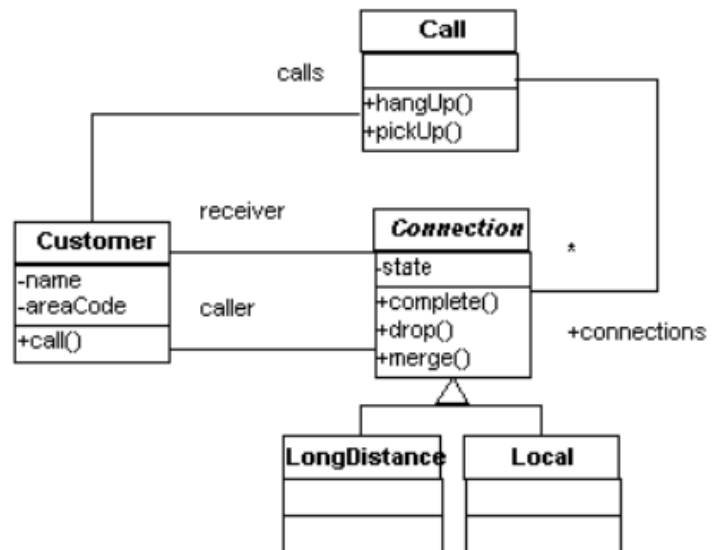 Call
calls
+hangUp()
+pickUp()
receiver
Customer
-name
-areaCode
+call()
caller
Connection
-state
+complete()
+drop()
+merge()
*
+connections
LongDistance
Local